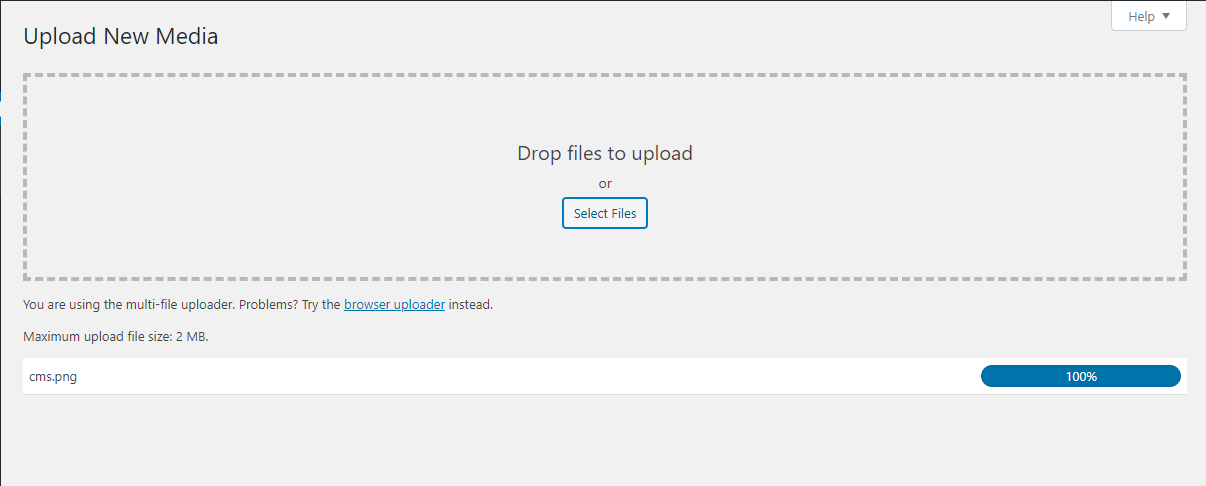 Help ▼
Upload New Media
Drop files to upload
or
Select Files
You are using the multi-file uploader. Problems? Try the browser uploader instead.
Maximum upload file size: 2 MB.
cms.png 100%